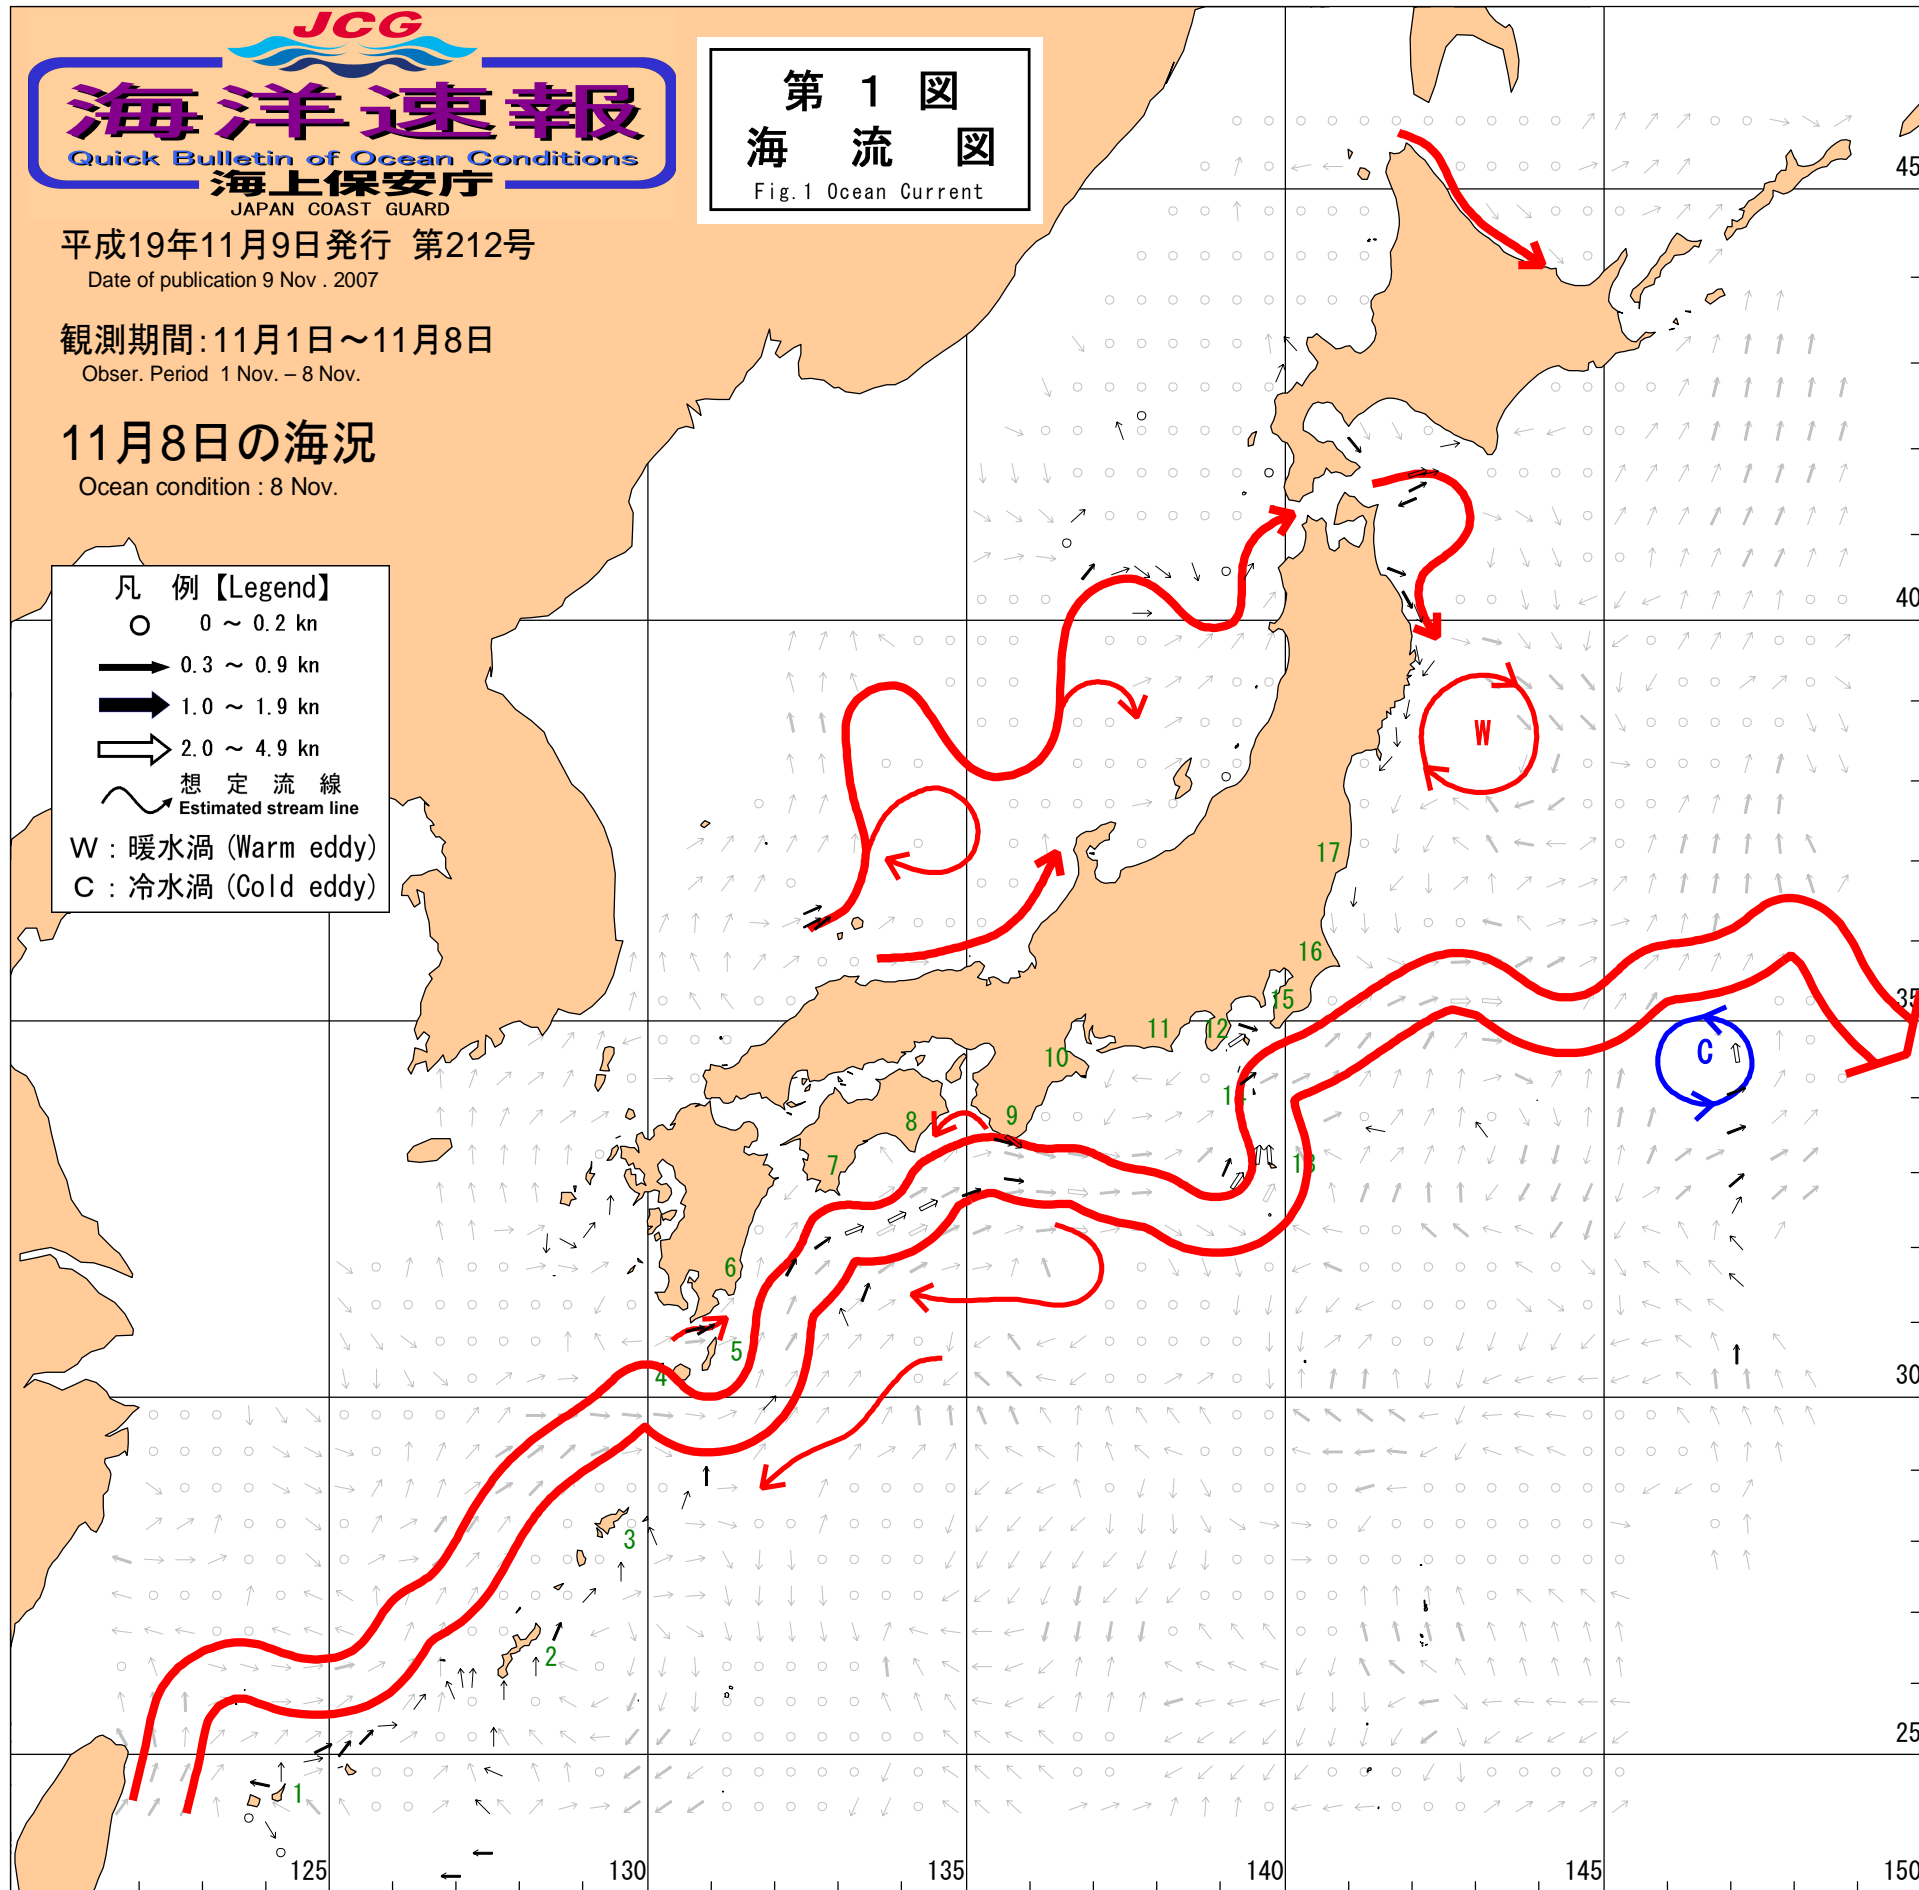 JCG
海洋速報
Quick Bulletin of Ocean Conditions
海上保安庁
JAPAN COAST GUARD
平成19年11月9日発行 第212号
Date of publication 9 Nov . 2007
観測期間:11月1日~11月8日
Obser. Period 1 Nov. – 8 Nov.
11月8日の海況
Ocean condition : 8 Nov.
第 1 図
海 流 図
Fig.1 Ocean Current
凡 例【Legend】
0 ~ 0.2 kn
0.3 ~ 0.9 kn
1.0 ~ 1.9 kn
2.0 ~ 4.9 kn
想 定 流 線
Estimated stream line
W : 暖水渦 (Warm eddy)
C : 冷水渦 (Cold eddy)
45
40
W
17
16
35
15
12
11
10
C
14
9
8
13
7
6
5
4
30
3
2
25
1
125
130
135
140
145
150